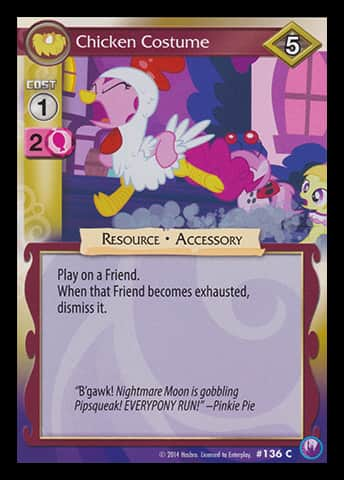 Chicken Costume
5
COST
1
2
RESOURCE • ACCESSORY
Play on a Friend.
When that Friend becomes exhausted,
dismiss it.
"B'gawk! Nightmare Moon is gobbling
Pipsqueak! EVERYPONY RUN!" –Pinkie Pie
© 2014 Hasbro. Licensed to Enterplay. #136 C